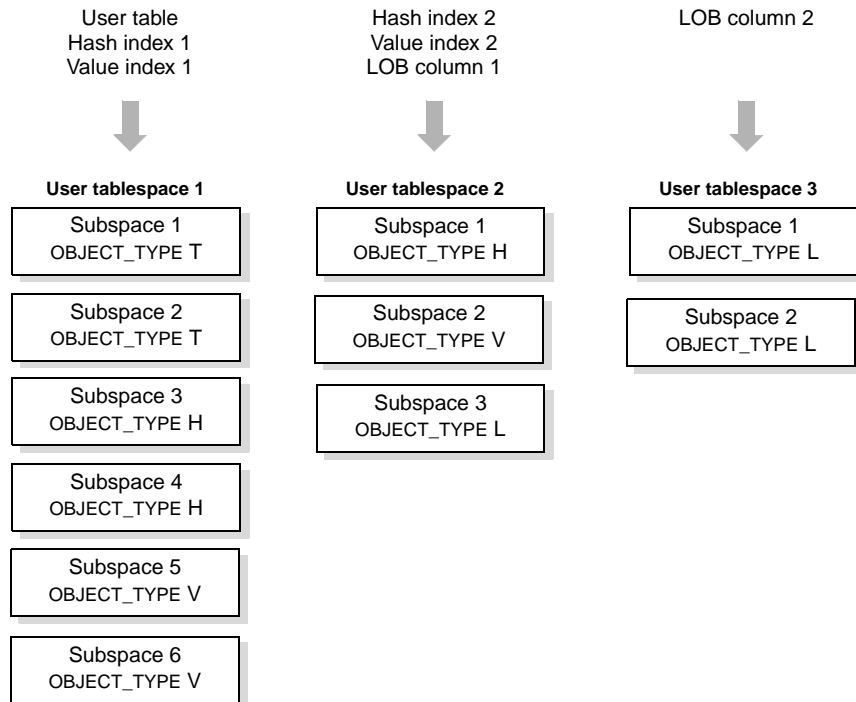 User table
Hash index 1
Value index 1
Hash index 2
Value index 2
LOB column 1
LOB column 2
User tablespace 1
Subspace 1
OBJECT_TYPE T
Subspace 2
OBJECT_TYPE T
Subspace 3
OBJECT_TYPE H
Subspace 4
OBJECT_TYPE H
Subspace 5
OBJECT_TYPE V
Subspace 6
OBJECT_TYPE V
User tablespace 2
Subspace 1
OBJECT_TYPE H
Subspace 2
OBJECT_TYPE V
Subspace 3
OBJECT_TYPE L
User tablespace 3
Subspace 1
OBJECT_TYPE L
Subspace 2
OBJECT_TYPE L